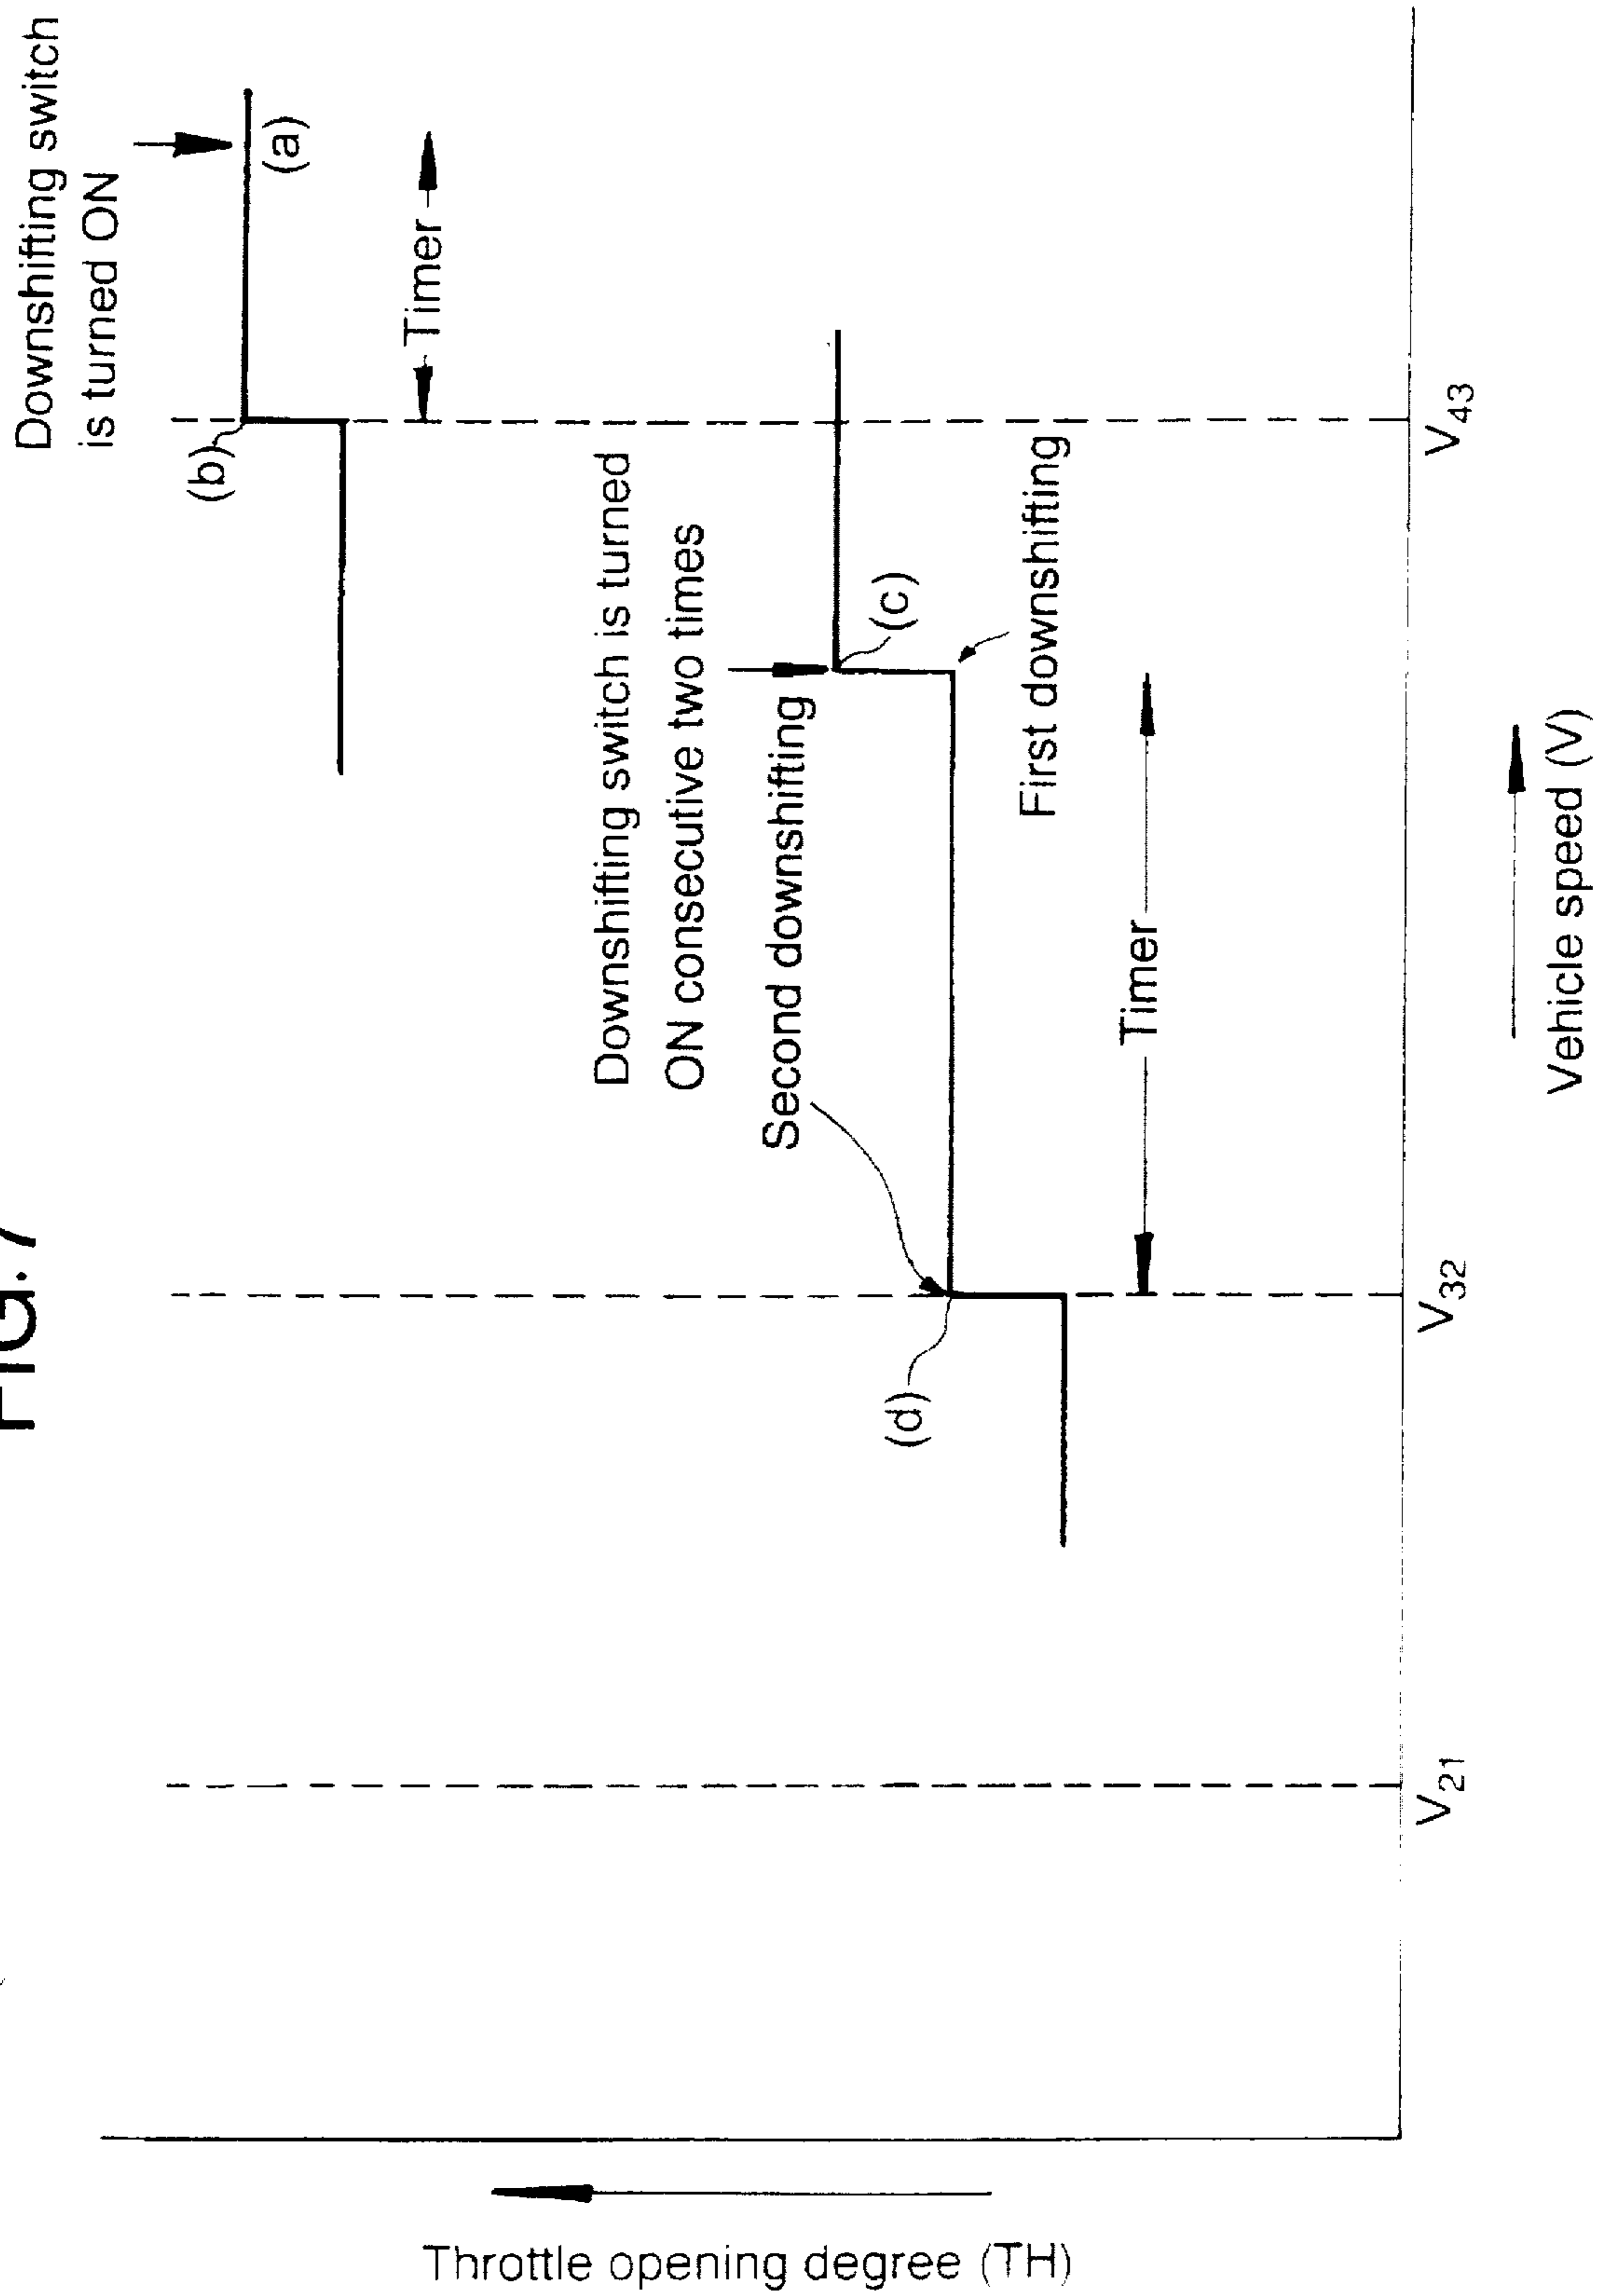 FIG. 7
Downshifting switch
is turned ON
(a)
(b)
Timer
Downshifting switch is turned
ON consecutive two times
Second downshifting
(c)
First downshifting
(d)
Timer
V43
V32
V21
Vehicle speed (V)
Throttle opening degree (TH)